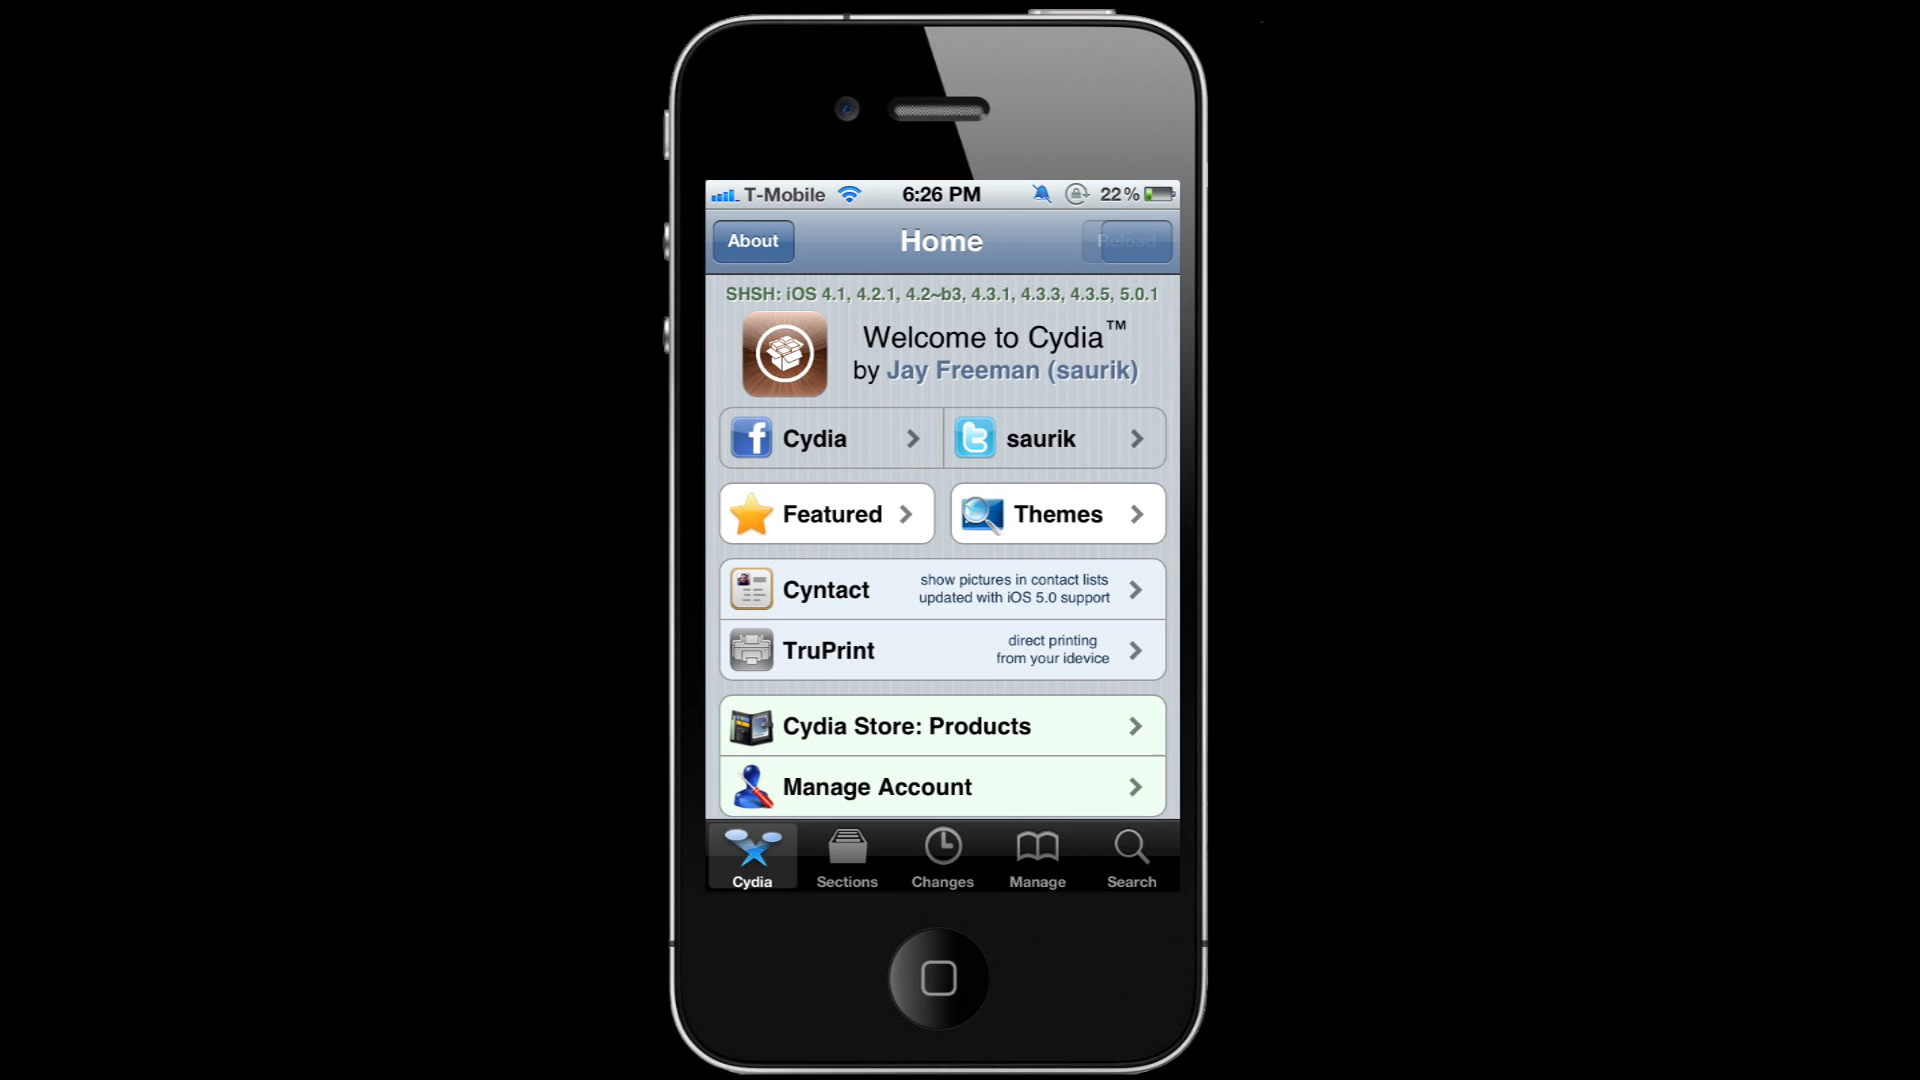 T-Mobile 6:26 PM 22%
About Home Reload
SHSH: iOS 4.1, 4.2.1, 4.2~b3, 4.3.1, 4.3.3, 4.3.5, 5.0.1
Welcome to Cydia™
by Jay Freeman (saurik)
Cydia saurik
Featured Themes
Cyntact show pictures in contact lists
updated with iOS 5.0 support
TruPrint direct printing
from your idevice
Cydia Store: Products
Manage Account
Cydia Sections Changes Manage Search